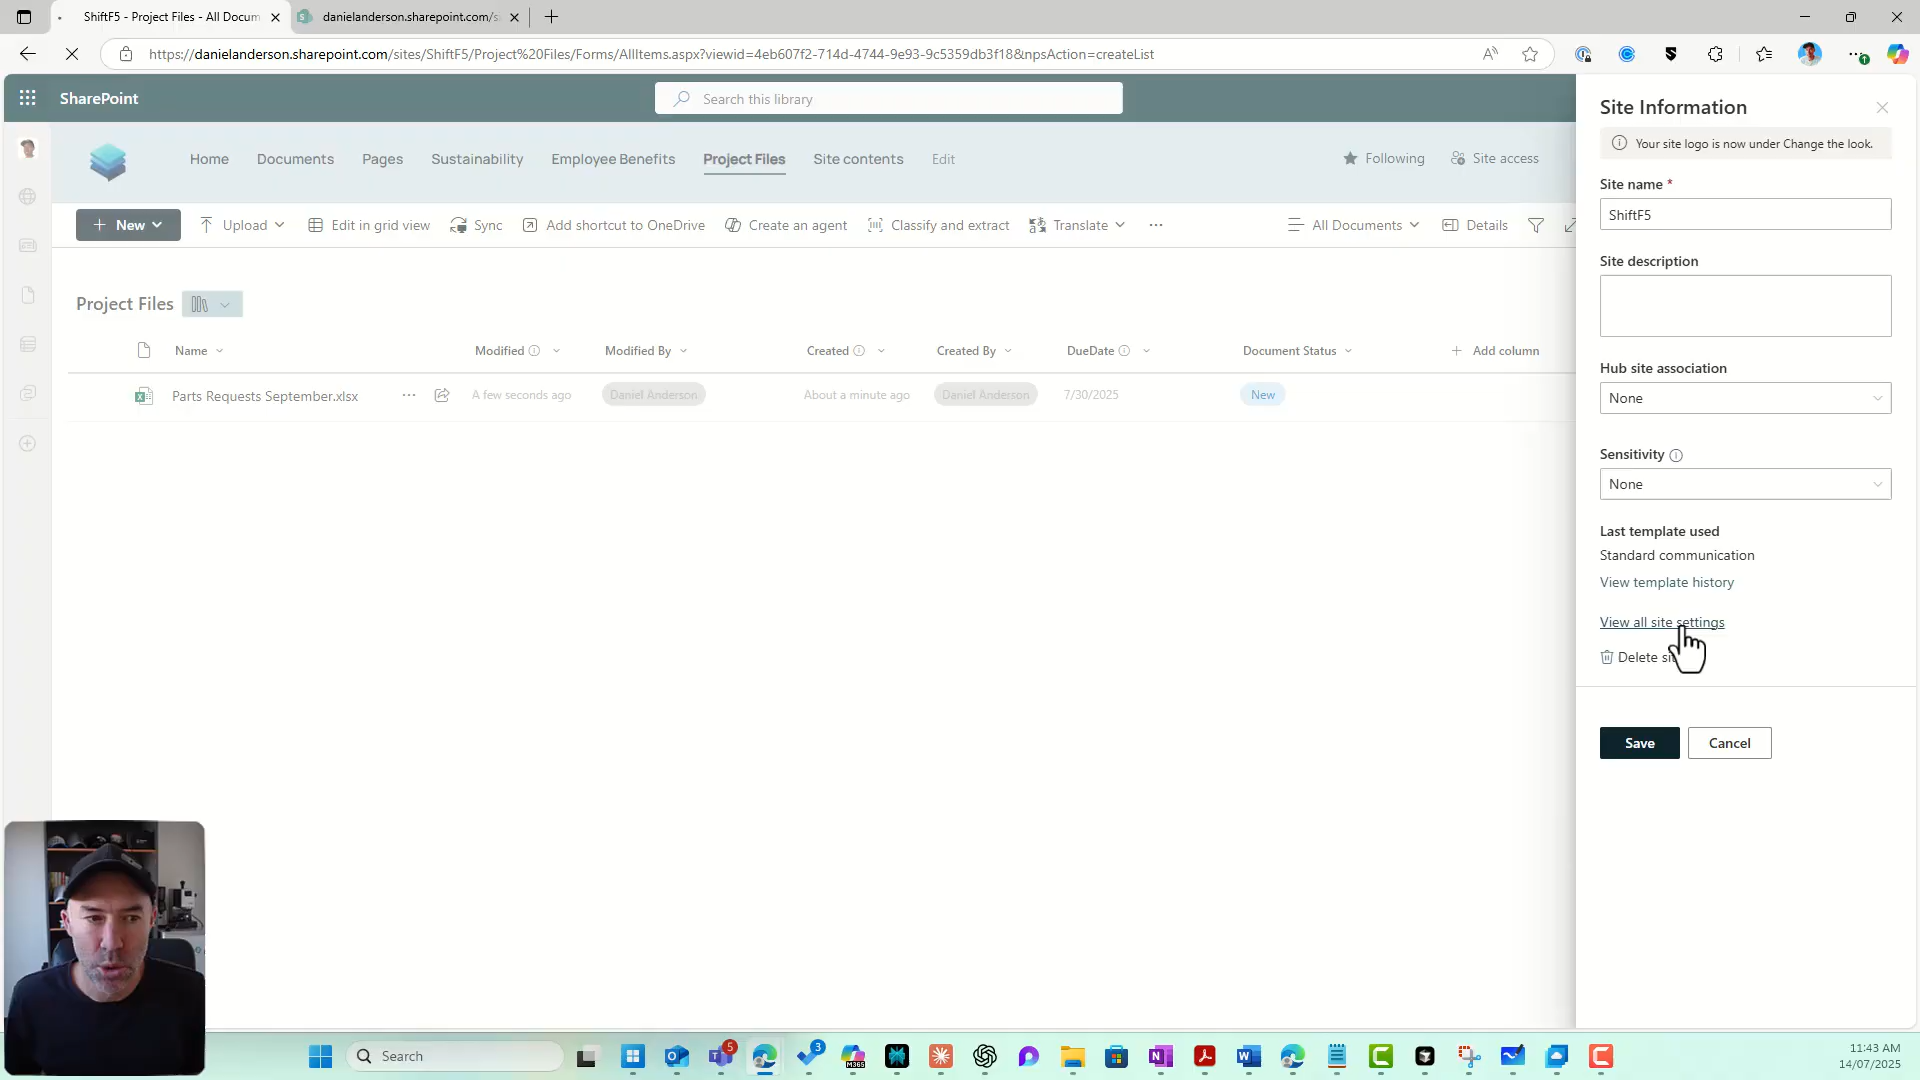 ShiftF5 - Project Files - All Docum
danielanderson.sharepoint.com/s
https://danielanderson.sharepoint.com/sites/ShiftF5/Project%20Files/Forms/AllItems.aspx?viewid=4eb607f2-714d-4744-9e93-9c5359db3f18&npsAction=createList
SharePoint
Search this library
Home
Documents
Pages
Sustainability
Employee Benefits
Project Files
Site contents
Edit
Following
Site access
New
Upload
Edit in grid view
Sync
Add shortcut to OneDrive
Create an agent
Classify and extract
Translate
All Documents
Details
Project Files
Name
Modified
Modified By
Created
Created By
DueDate
Document Status
Add column
Parts Requests September.xlsx
A few seconds ago
Daniel Anderson
About a minute ago
Daniel Anderson
7/30/2025
New
Site Information
Your site logo is now under Change the look.
Site name *
ShiftF5
Site description
Hub site association
None
Sensitivity
None
Last template used
Standard communication
View template history
View all site settings
Delete si
Save
Cancel
Search
5
3
M365
11:43 AM
14/07/2025